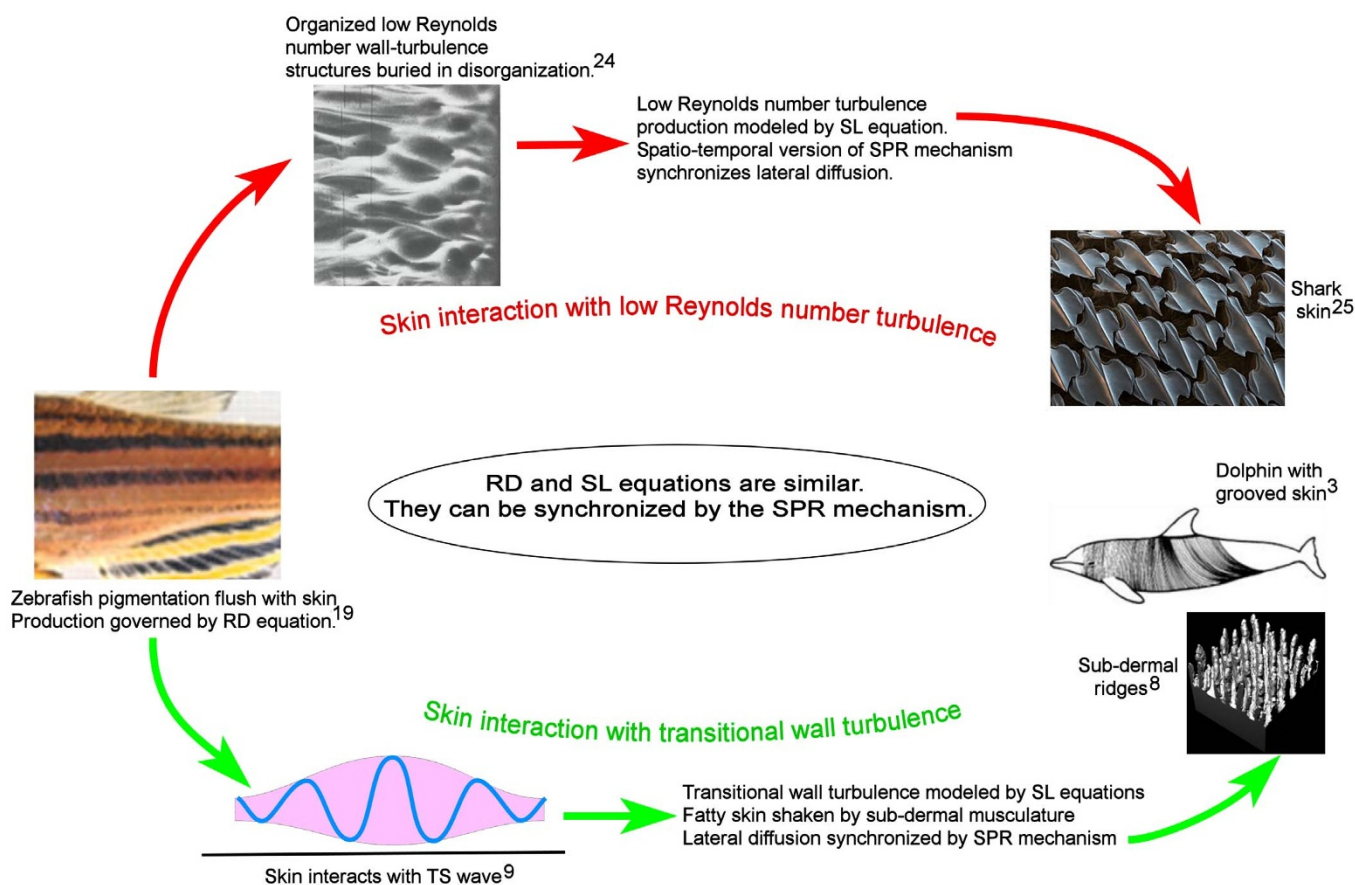 Organized low Reynolds
number wall-turbulence
structures buried in disorganization.24
Low Reynolds number turbulence
production modeled by SL equation.
Spatio-temporal version of SPR mechanism
synchronizes lateral diffusion.
Shark
skin25
Skin interaction with low Reynolds number turbulence
RD and SL equations are similar.
They can be synchronized by the SPR mechanism.
Zebrafish pigmentation flush with skin
Production governed by RD equation.19
Dolphin with
grooved skin3
Sub-dermal
ridges8
Skin interaction with transitional wall turbulence
Transitional wall turbulence modeled by SL equations
Fatty skin shaken by sub-dermal musculature
Lateral diffusion synchronized by SPR mechanism
Skin interacts with TS wave9